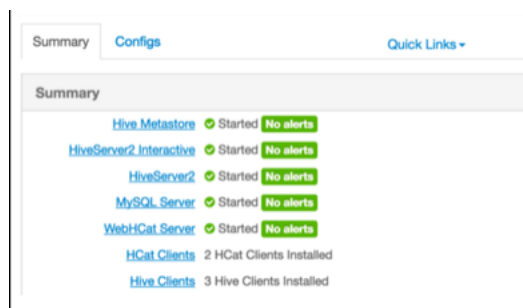 Summary Configs Quick Links
Summary
Hive Metastore Started No alerts
HiveServer2 Interactive Started No alerts
HiveServer2 Started No alerts
MySQL Server Started No alerts
WebHCat Server Started No alerts
HCat Clients 2 HCat Clients Installed
Hive Clients 3 Hive Clients Installed